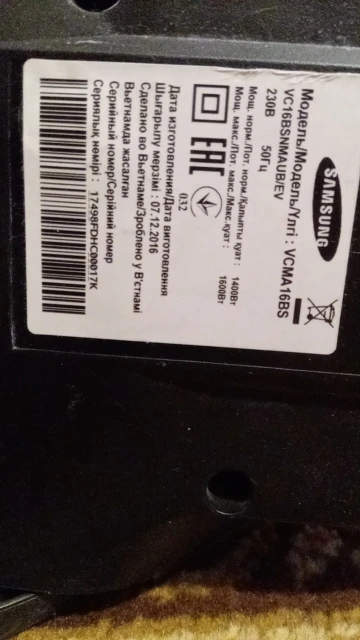 SAMSUNG
Модель/Модель/Үлгі : VCMA16BS
VC16BSNMAUB/EV
230В 50Гц
Мощ. норм./Пот. норм./Қалыпты қуат : 1400Вт
Мощ. макс./Пот. макс./Макс.қуат : 1600Вт
EAC
032
Дата изготовления/Дата виготовлення
Шығарылу мерзімі : 07.12.2016
Сделано во Вьетнаме/Зроблено у В'єтнамі
Вьетнамда жасалған
Серийный номер/Серійний номер
Сериялық нөмірі : 17498FDHC00017K